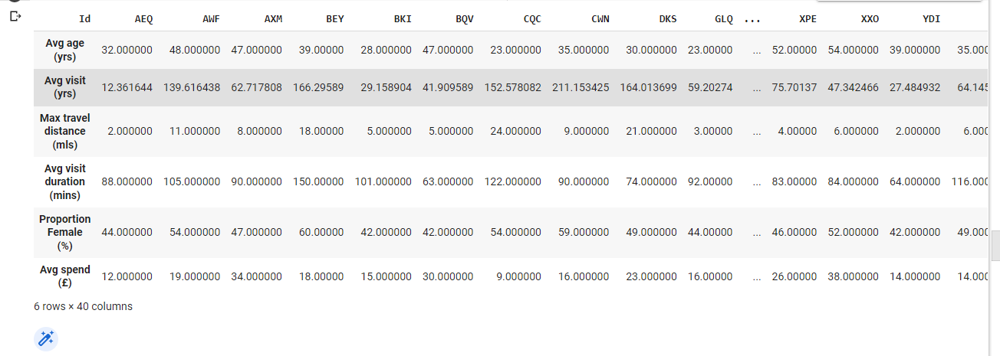 Id AEQ AWF AXM BEY BKI BQV CQC CWN DKS GLQ ... XPE XXO YDI
Avg age
(yrs) 32.000000 48.000000 47.000000 39.00000 28.000000 47.000000 23.000000 35.000000 30.000000 23.00000 ... 52.00000 54.000000 39.000000 35.000
Avg visit
(yrs) 12.361644 139.616438 62.717808 166.29589 29.158904 41.909589 152.578082 211.153425 164.013699 59.20274 ... 75.70137 47.342466 27.484932 64.145
Max travel
distance 2.000000 11.000000 8.000000 18.00000 5.000000 5.000000 24.000000 9.000000 21.000000 3.00000 ... 4.00000 6.000000 2.000000 6.000
(mls)
Avg visit
duration 88.000000 105.000000 90.000000 150.00000 101.000000 63.000000 122.000000 90.000000 74.000000 92.00000 ... 83.00000 84.000000 64.000000 116.000
(mins)
Proportion
Female 44.000000 54.000000 47.000000 60.00000 42.000000 42.000000 54.000000 59.000000 49.000000 44.00000 ... 46.00000 52.000000 42.000000 49.000
(%)
Avg spend
(£) 12.000000 19.000000 34.000000 18.00000 15.000000 30.000000 9.000000 16.000000 23.000000 16.00000 ... 26.00000 38.000000 14.000000 14.000
6 rows × 40 columns